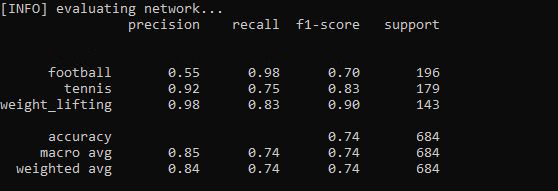 [INFO] evaluating network...
precision recall f1-score support
football 0.55 0.98 0.70 196
tennis 0.92 0.75 0.83 179
weight_lifting 0.98 0.83 0.90 143
accuracy 0.74 684
macro avg 0.85 0.74 0.74 684
weighted avg 0.84 0.74 0.74 684